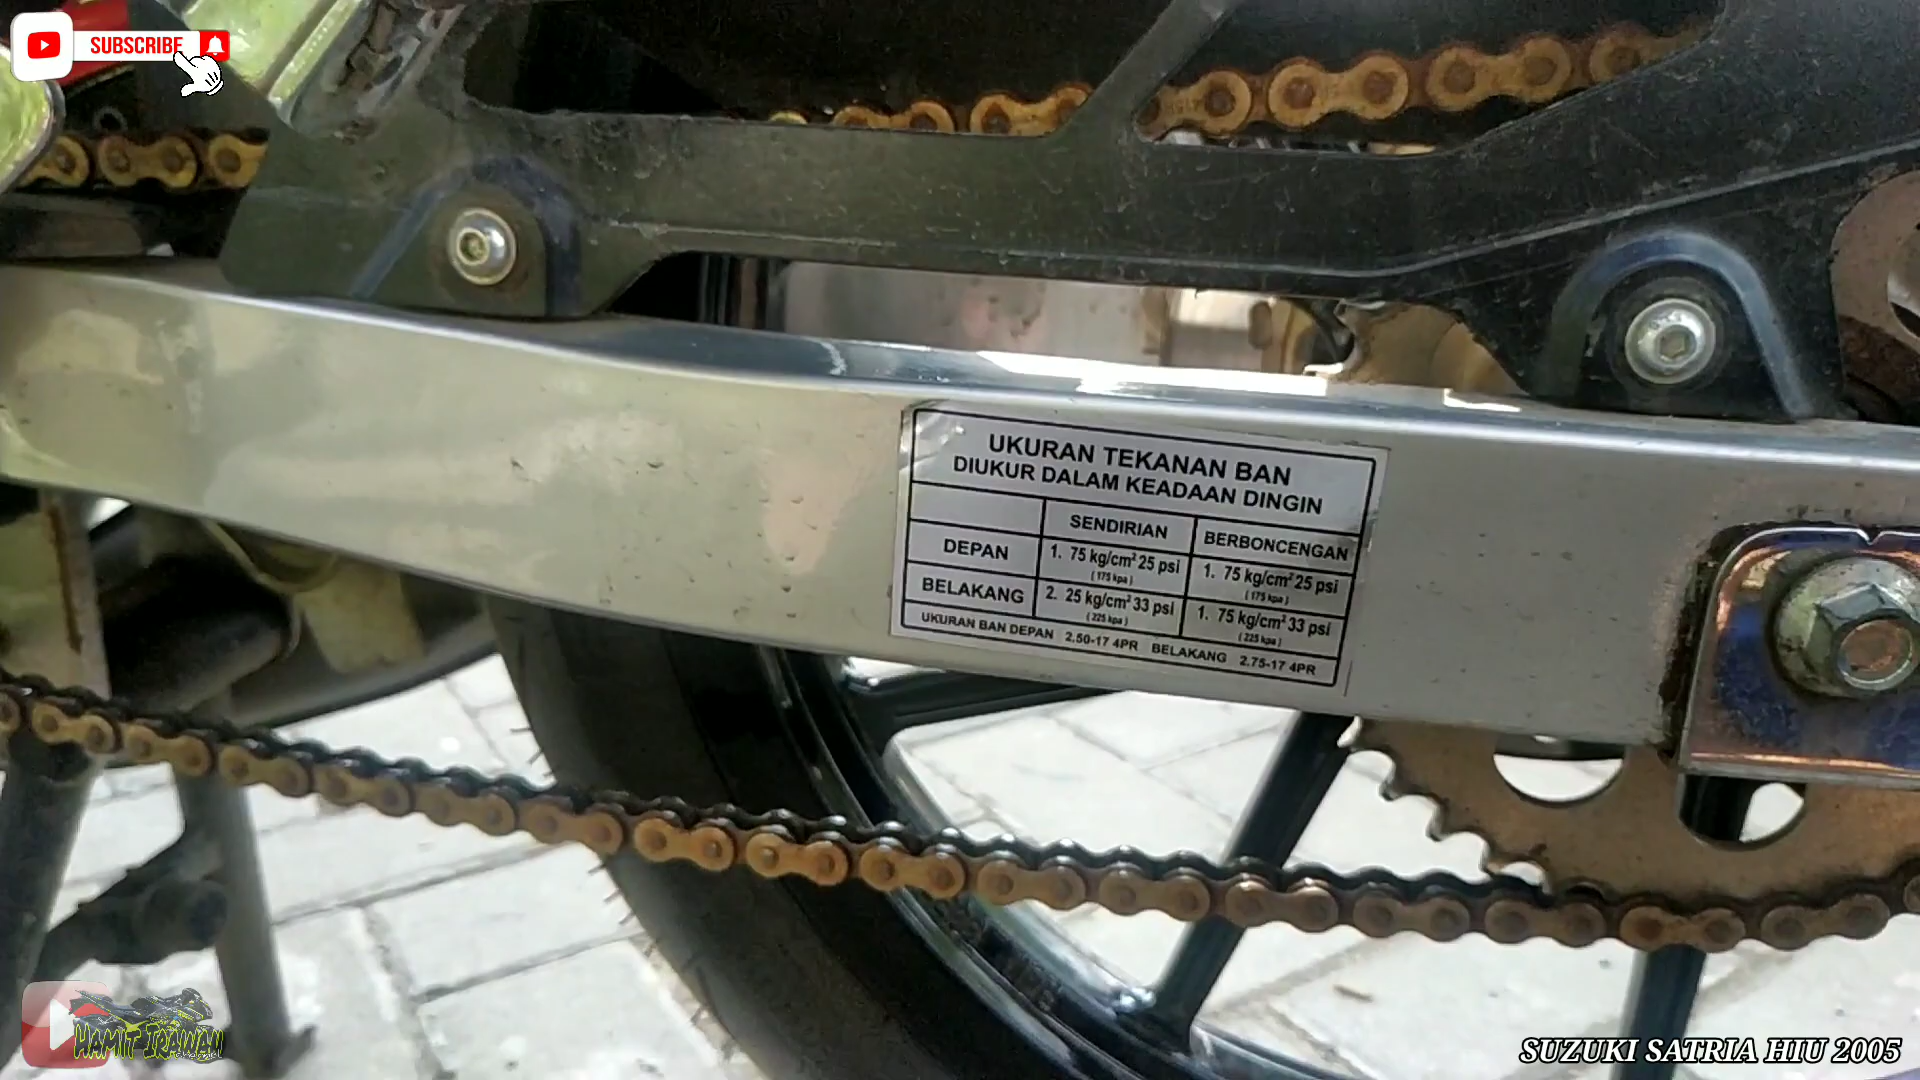 SUBSCRIBE
UKURAN TEKANAN BAN
DIUKUR DALAM KEADAAN DINGIN
SENDIRIAN BERBONCENGAN
DEPAN 1. 75 kg/cm² 25 psi (175 kpa) 1. 75 kg/cm² 25 psi (175 kpa)
BELAKANG 2. 25 kg/cm² 33 psi (225 kpa) 1. 75 kg/cm² 33 psi (225 kpa)
UKURAN BAN DEPAN 2.50-17 4PR BELAKANG 2.75-17 4PR
HAMIT IRAWAN
SUZUKI SATRIA HIU 2005